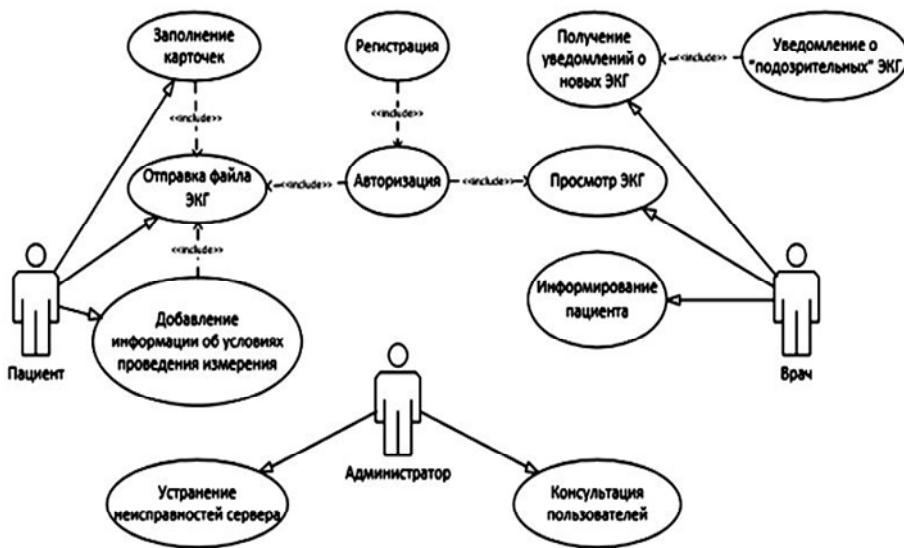 Заполнение
карточек
Регистрация
Получение
уведомлений о
новых ЭКГ
<<include>>
Уведомление о
"подозрительных" ЭКГ
<<include>>
<<include>>
Отправка файла
ЭКГ
<<include>>
Авторизация
<<include>>
Просмотр ЭКГ
<<include>>
Добавление
информации об условиях
проведения измерения
Информирование
пациента
Пациент
Врач
Администратор
Устранение
неисправностей сервера
Консультация
пользователей